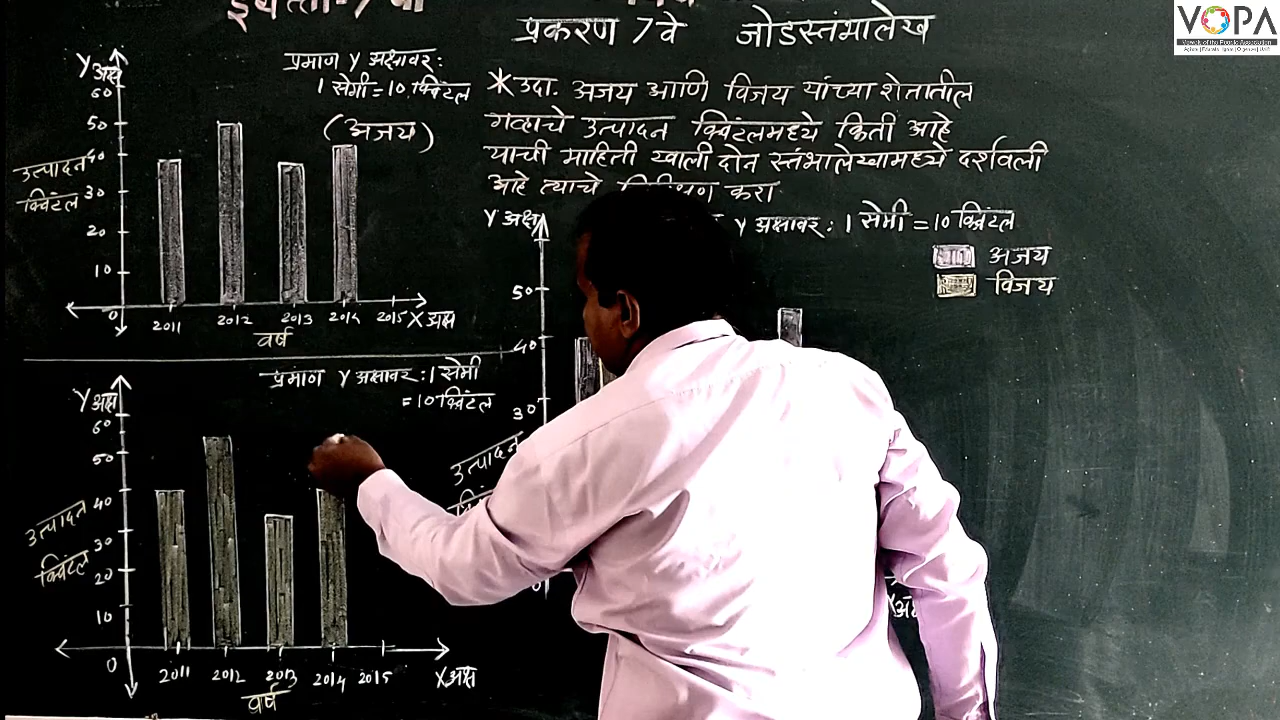 प्रकरण 7 वे जोडस्तंभालेख
VOPA
Y अक्ष
प्रमाण Y अक्षावर :
1 सेमी = 10 क्विंटल
(अजय)
60
50
40
30
20
10
0
उत्पादन
क्विंटल
2011 2012 2013 2014 2015 X अक्ष
वर्ष
* उदा. अजय आणि विजय यांच्या शेतातील
गव्हाचे उत्पादन क्विंटलमध्ये किती आहे
याची माहिती खाली दोन स्तंभालेखामध्ये दर्शविली
आहे त्याचे करा
Y अक्ष
Y अक्षावर : 1 सेमी = 10 क्विंटल
अजय
विजय
50
40
30
उत्पादन
0
प्रमाण Y अक्षावर : 1 सेमी
= 10 क्विंटल
Y अक्ष
60
50
40
30
20
10
0
उत्पादन
क्विंटल
2011 2012 2013 2014 2015 X अक्ष
वर्ष